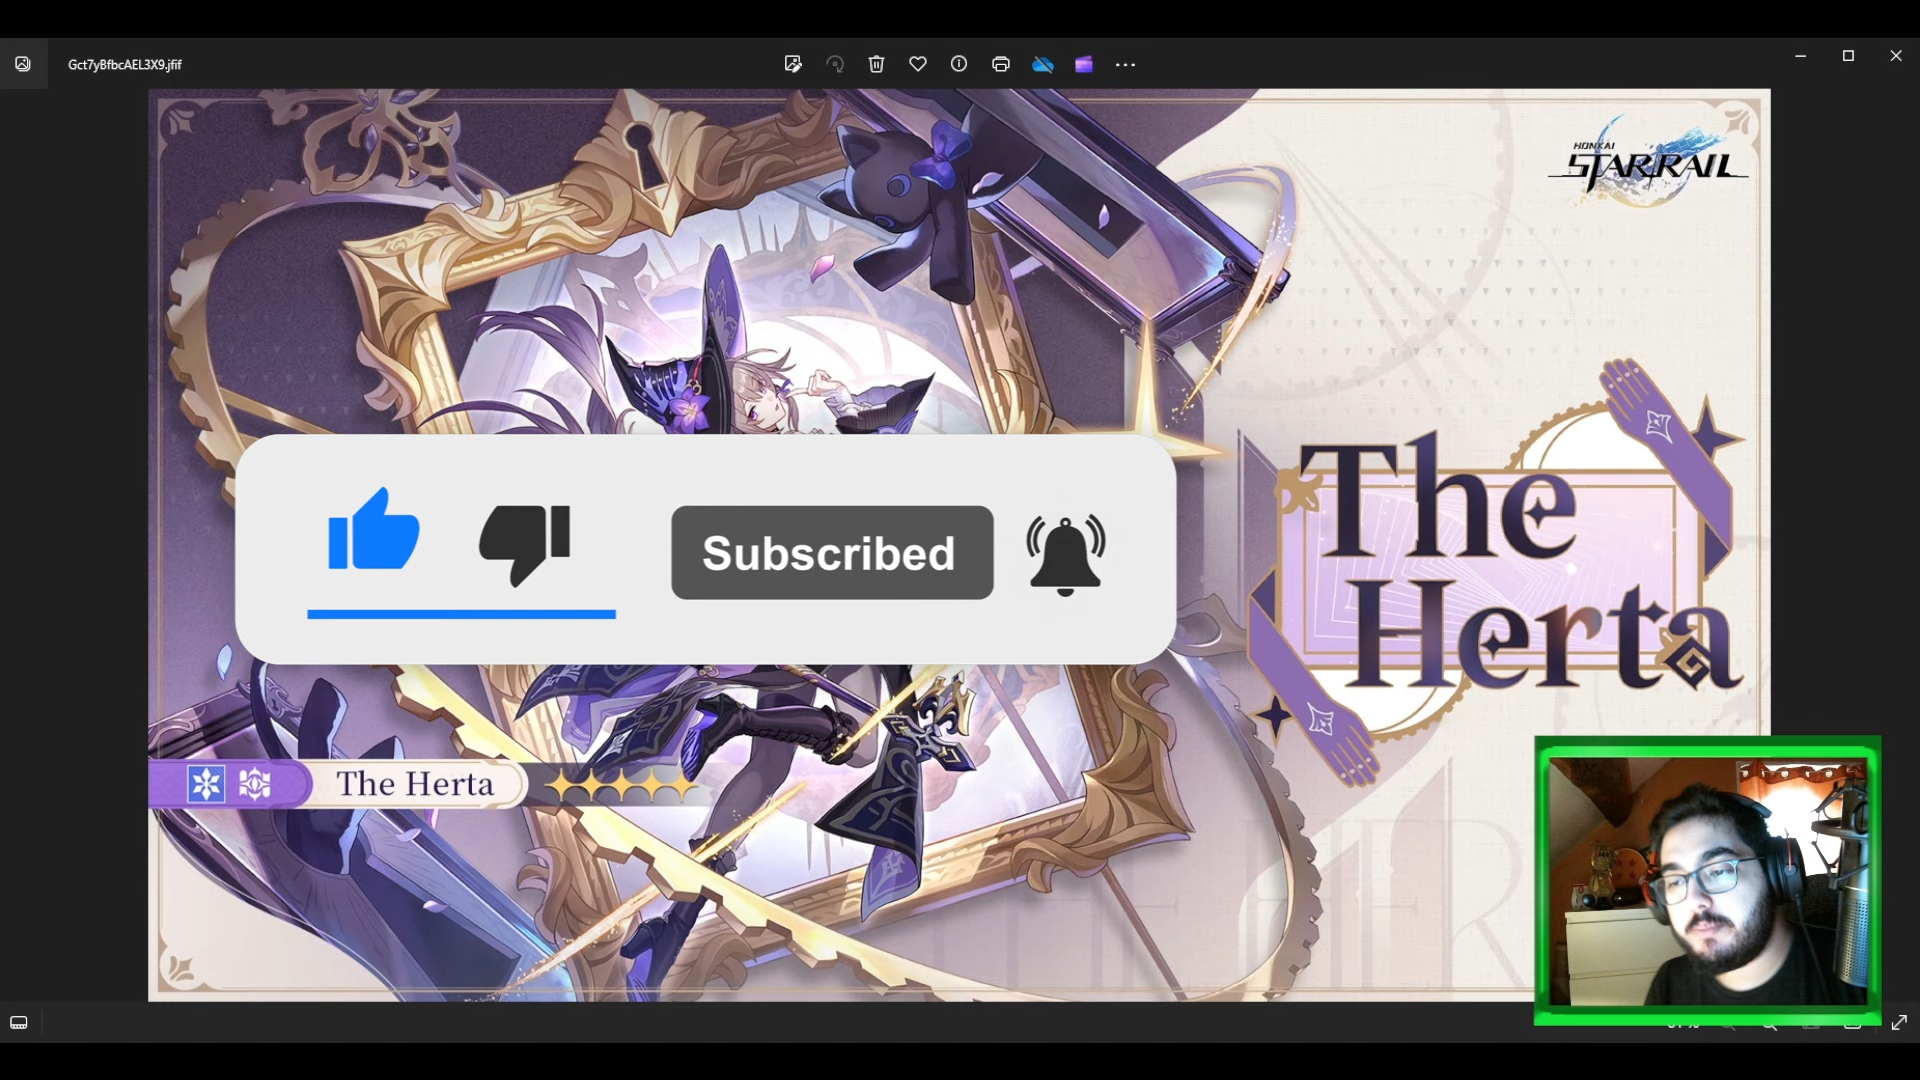 Gct7yBfbcAEL3X9.jfif
HONKAI
STAR RAIL
The
Herta
Subscribed
The Herta